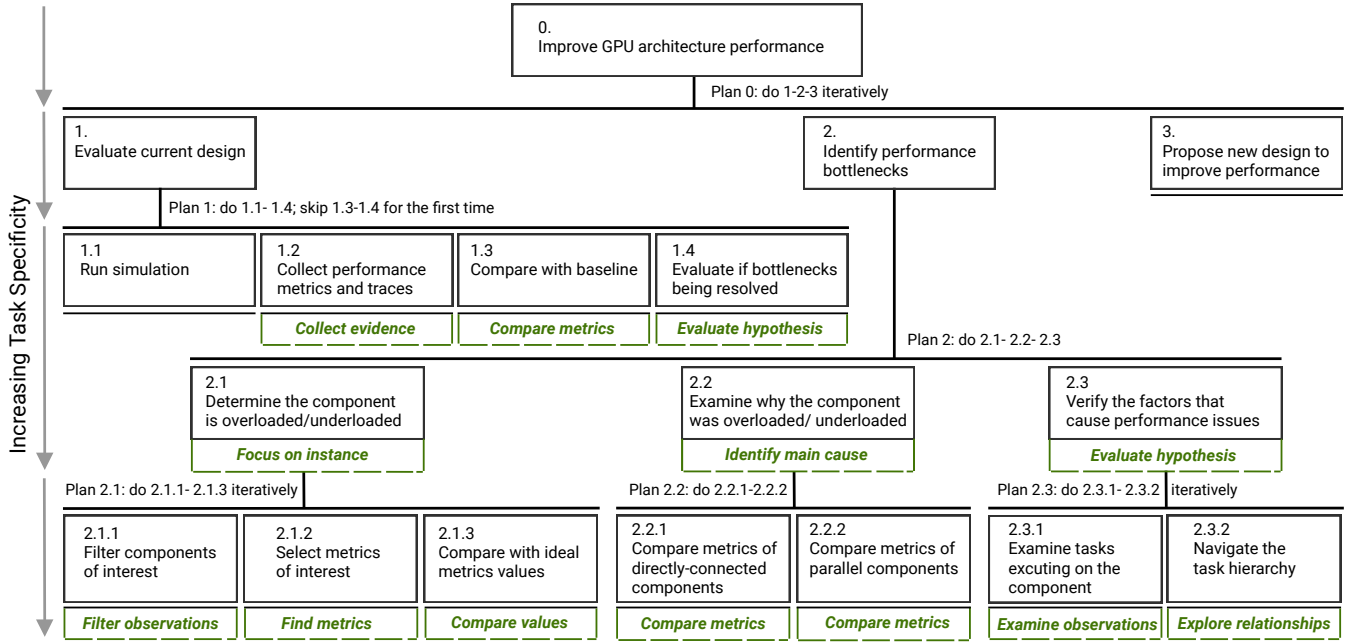 Increasing Task Specificity
0.
Improve GPU architecture performance
Plan 0: do 1-2-3 iteratively
1.
Evaluate current design
2.
Identify performance
bottlenecks
3.
Propose new design to
improve performance
Plan 1: do 1.1- 1.4; skip 1.3-1.4 for the first time
1.1
Run simulation
1.2
Collect performance
metrics and traces
Collect evidence
1.3
Compare with baseline
Compare metrics
1.4
Evaluate if bottlenecks
being resolved
Evaluate hypothesis
Plan 2: do 2.1- 2.2- 2.3
2.1
Determine the component
is overloaded/underloaded
Focus on instance
2.2
Examine why the component
was overloaded/ underloaded
Identify main cause
2.3
Verify the factors that
cause performance issues
Evaluate hypothesis
Plan 2.1: do 2.1.1- 2.1.3 iteratively
Plan 2.2: do 2.2.1-2.2.2
Plan 2.3: do 2.3.1- 2.3.2 iteratively
2.1.1
Filter components
of interest
Filter observations
2.1.2
Select metrics
of interest
Find metrics
2.1.3
Compare with ideal
metrics values
Compare values
2.2.1
Compare metrics of
directly-connected
components
Compare metrics
2.2.2
Compare metrics of
parallel components
Compare metrics
2.3.1
Examine tasks
excuting on the
component
Examine observations
2.3.2
Navigate the
task hierarchy
Explore relationships